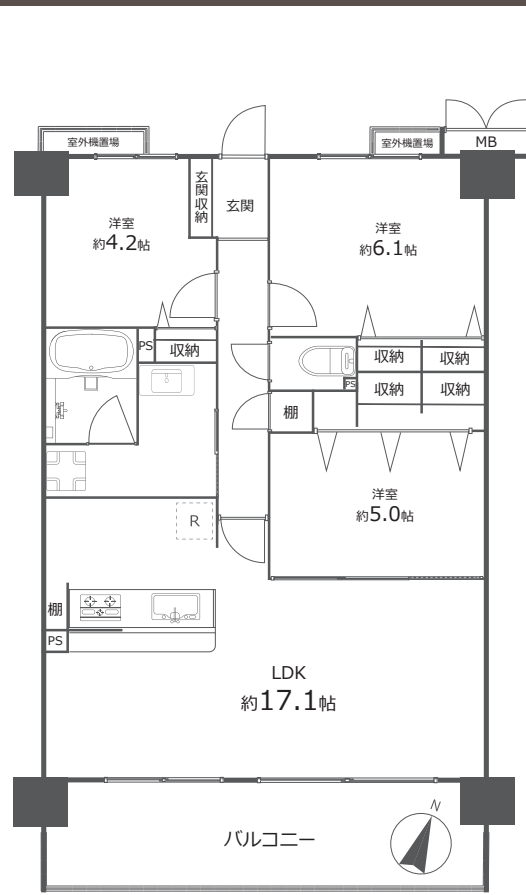 室外機置場
室外機置場
MB
玄関収納
玄関
洋室
約4.2帖
洋室
約6.1帖
PS
収納
収納
収納
PS
収納
収納
棚
洋室
約5.0帖
R
棚
PS
LDK
約17.1帖
バルコニー
N